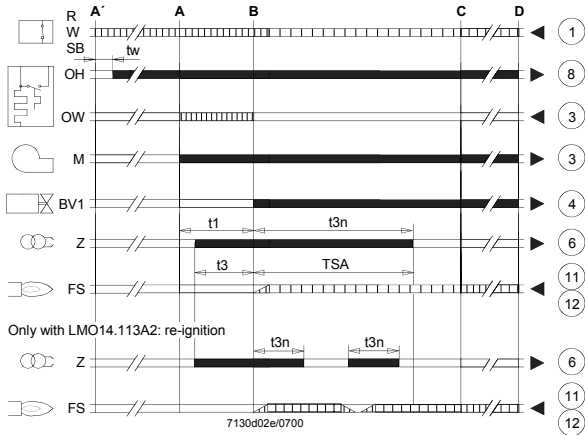 A´ A B C D
R
W 1
SB tw
OH 8
OW 3
M 3
BV1 4
t1 t3n
Z 6
t3 TSA
FS 11
12
Only with LMO14.113A2: re-ignition
t3n t3n
Z 6
FS 11
12
7130d02e/0700